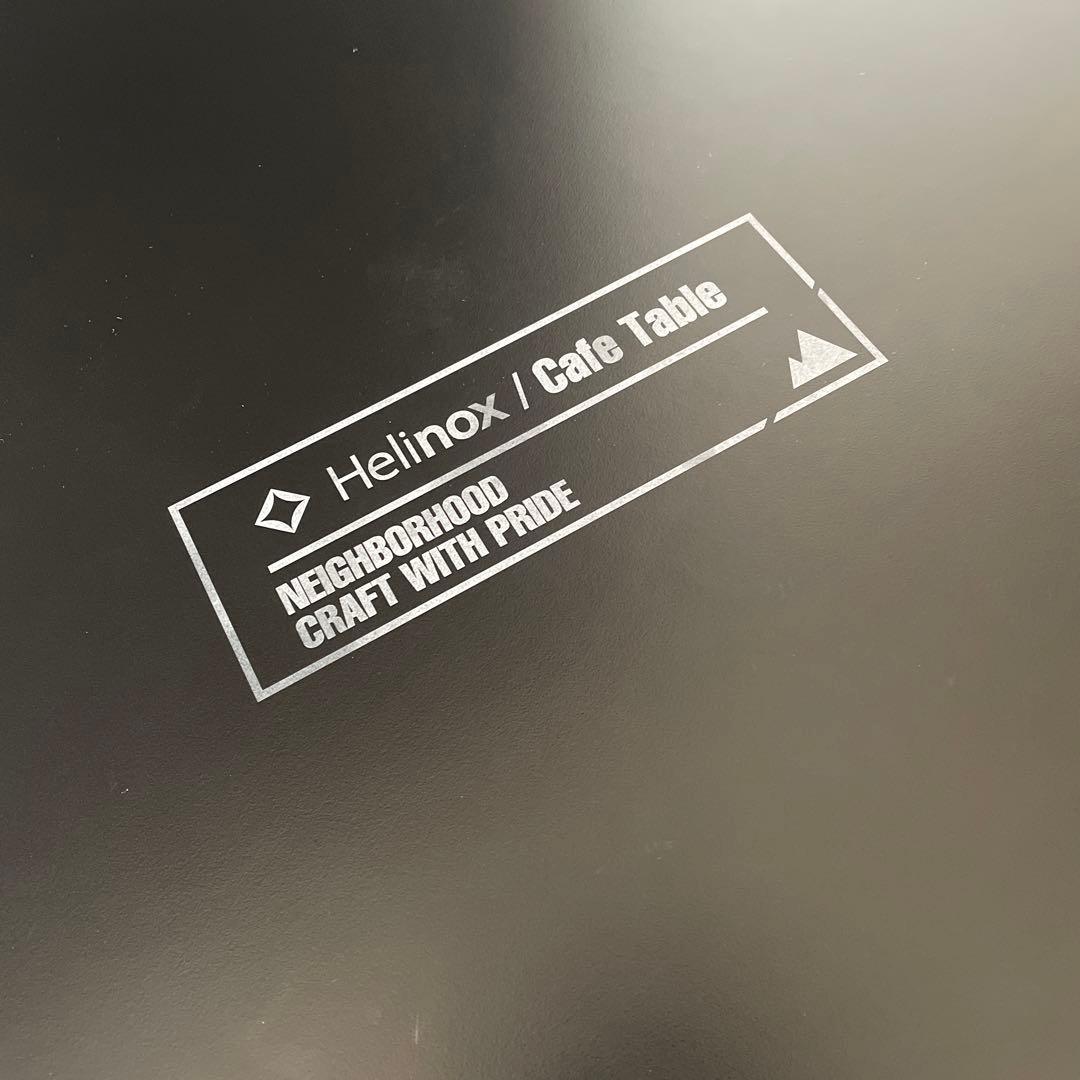 Helinox / Cafe Table
NEIGHBORHOOD
CRAFT WITH PRIDE